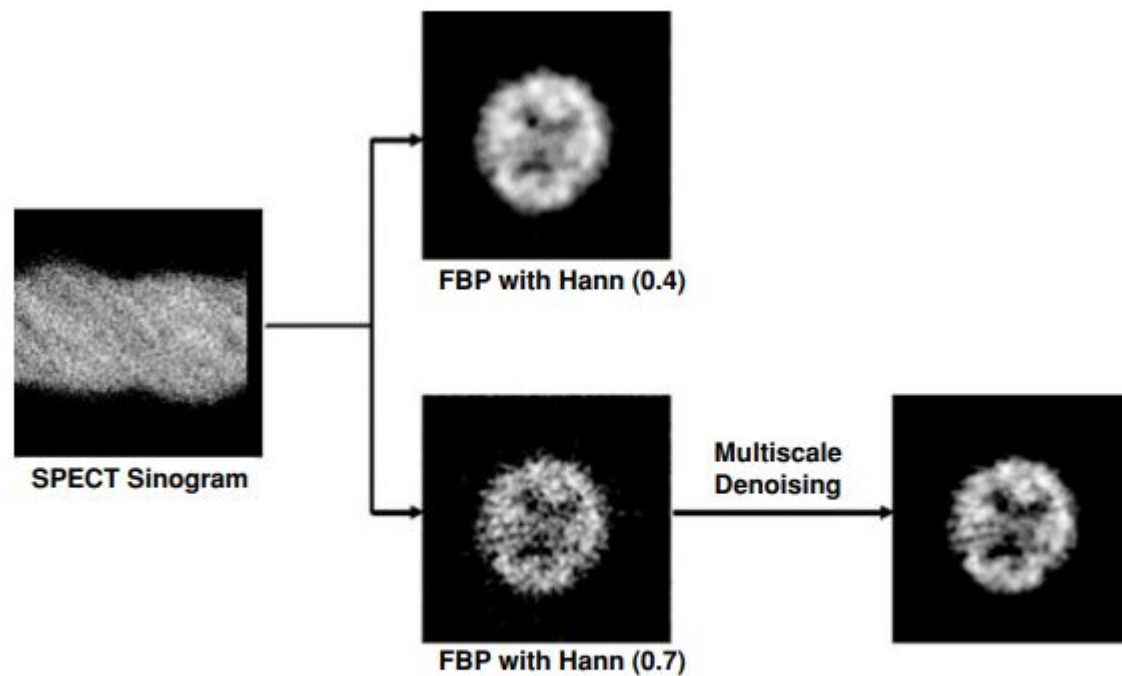 FBP with Hann (0.4)
SPECT Sinogram
Multiscale
Denoising
FBP with Hann (0.7)